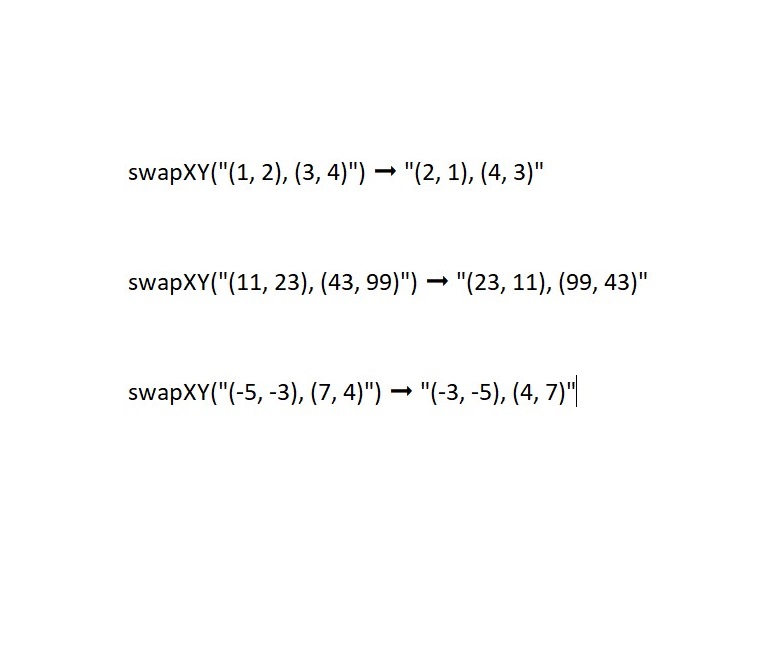 swapXY("(1, 2), (3, 4)") ➞ "(2, 1), (4, 3)"
swapXY("(11, 23), (43, 99)") ➞ "(23, 11), (99, 43)"
swapXY("(-5, -3), (7, 4)") ➞ "(-3, -5), (4, 7)"